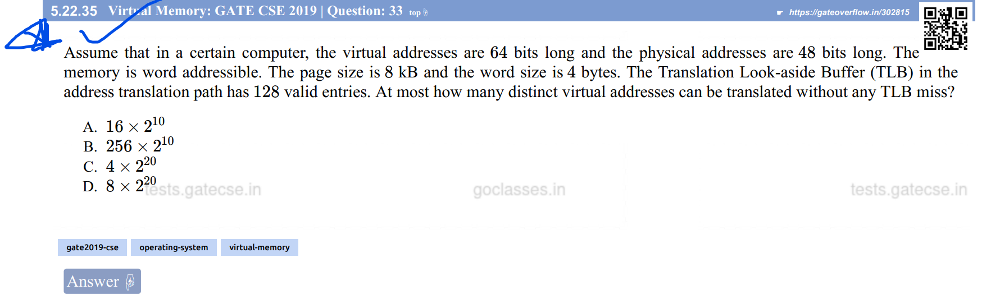 5.22.35 Virtual Memory: GATE CSE 2019 | Question: 33 top
https://gateoverflow.in/302815
Assume that in a certain computer, the virtual addresses are 64 bits long and the physical addresses are 48 bits long. The
memory is word addressible. The page size is 8 kB and the word size is 4 bytes. The Translation Look-aside Buffer (TLB) in the
address translation path has 128 valid entries. At most how many distinct virtual addresses can be translated without any TLB miss?
A. 16 × 2^10
B. 256 × 2^10
C. 4 × 2^20
D. 8 × 2^20
tests.gatecse.in goclasses.in tests.gatecse.in
gate2019-cse operating-system virtual-memory
Answer